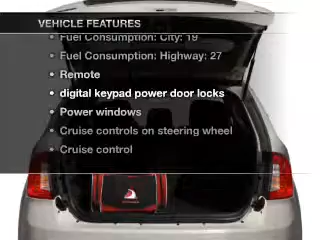 VEHICLE FEATURES
• Fuel Consumption: City: 19
• Fuel Consumption: Highway: 27
• Remote
• digital keypad power door locks
• Power windows
• Cruise controls on steering wheel
• Cruise control